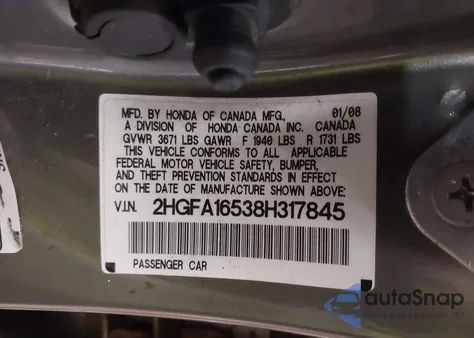 MFD. BY HONDA OF CANADA MFG., 01/08
A DIVISION OF HONDA CANADA INC. CANADA
GVWR 3671 LBS GAWR F 1940 LBS R 1731 LBS
THIS VEHICLE CONFORMS TO ALL APPLICABLE
FEDERAL MOTOR VEHICLE SAFETY, BUMPER,
AND THEFT PREVENTION STANDARDS IN EFFECT
ON THE DATE OF MANUFACTURE SHOWN ABOVE:
V.I.N. 2HGFA16538H317845
PASSENGER CAR
autoSnap